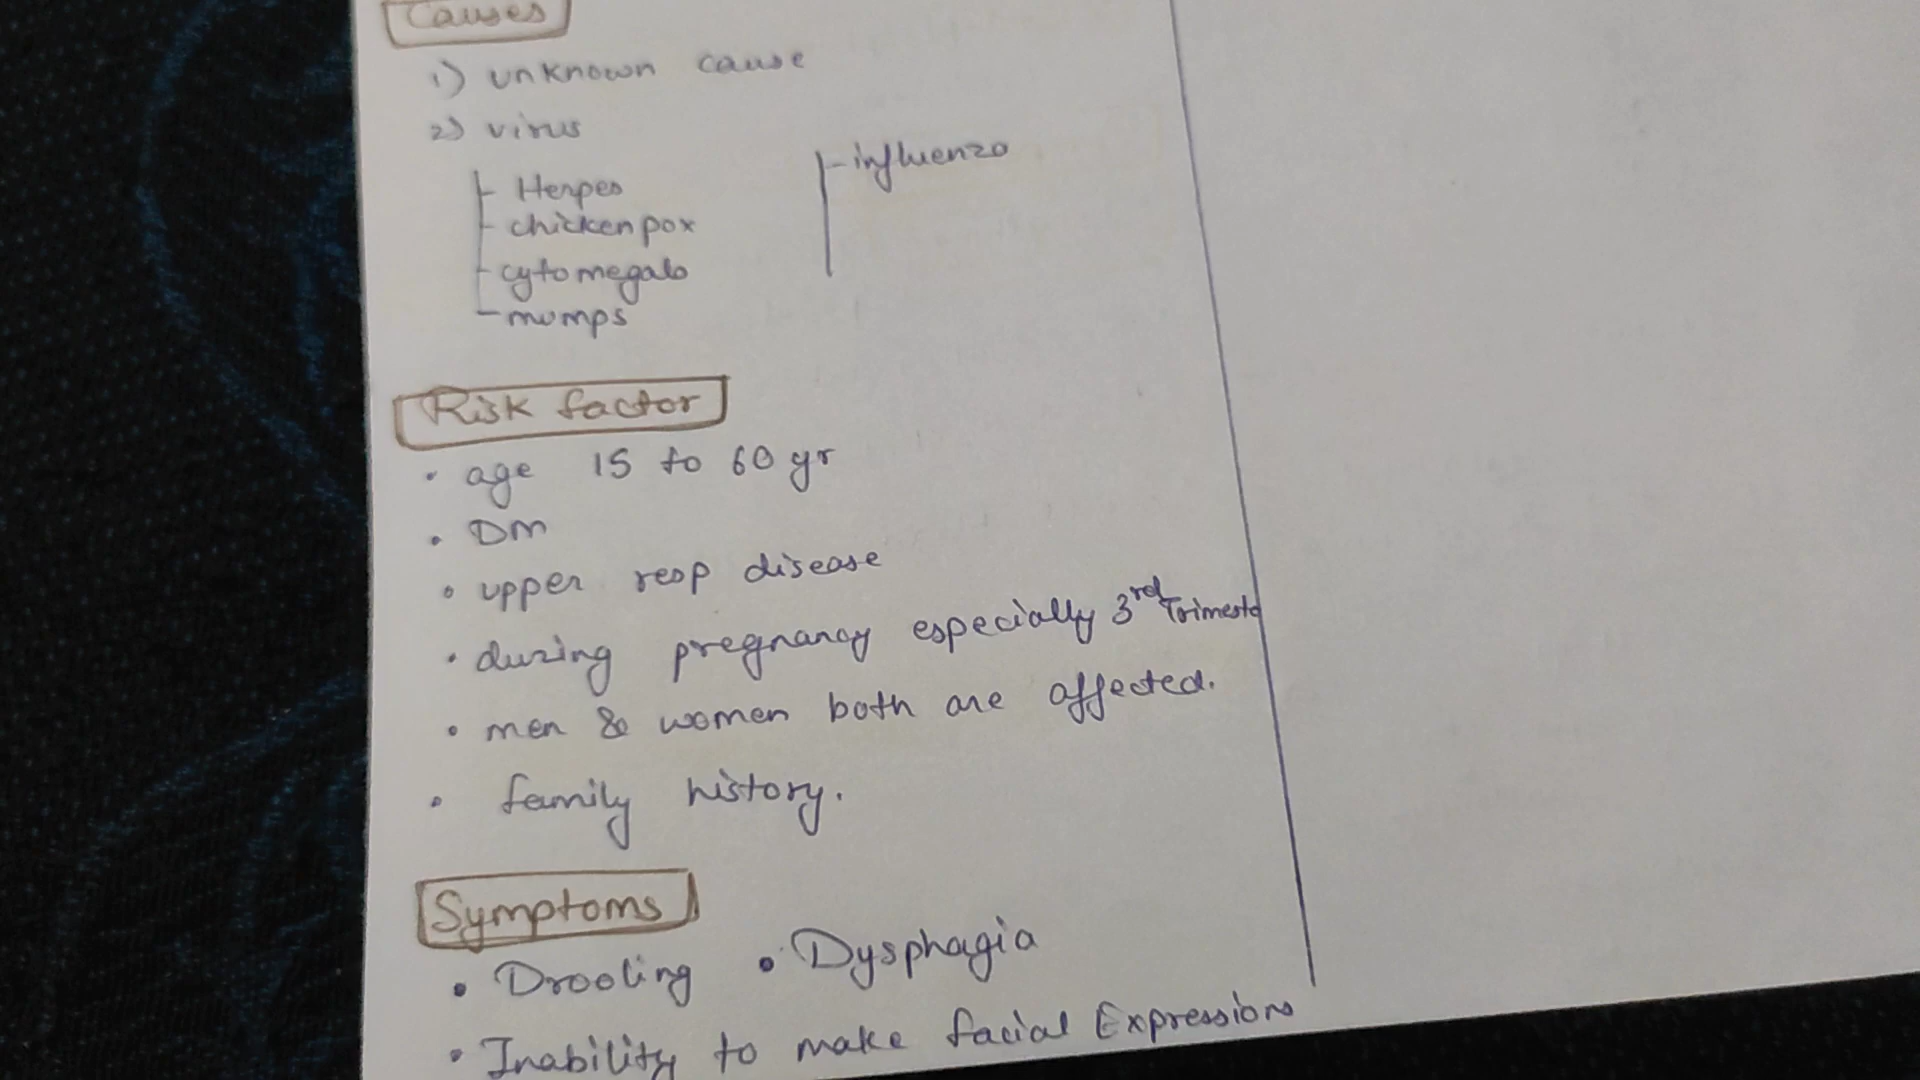 Causes
1) unknown cause
2) virus
- Herpes
- chicken pox
- cytomegalo
- mumps
- influenza
Risk factor
• age 15 to 60 yr
• DM
• upper resp disease
• during pregnancy especially 3rd Trimeste
• men & women both are affected.
• family history.
Symptoms
• Drooling • Dysphagia
• Inability to make facial Expressions